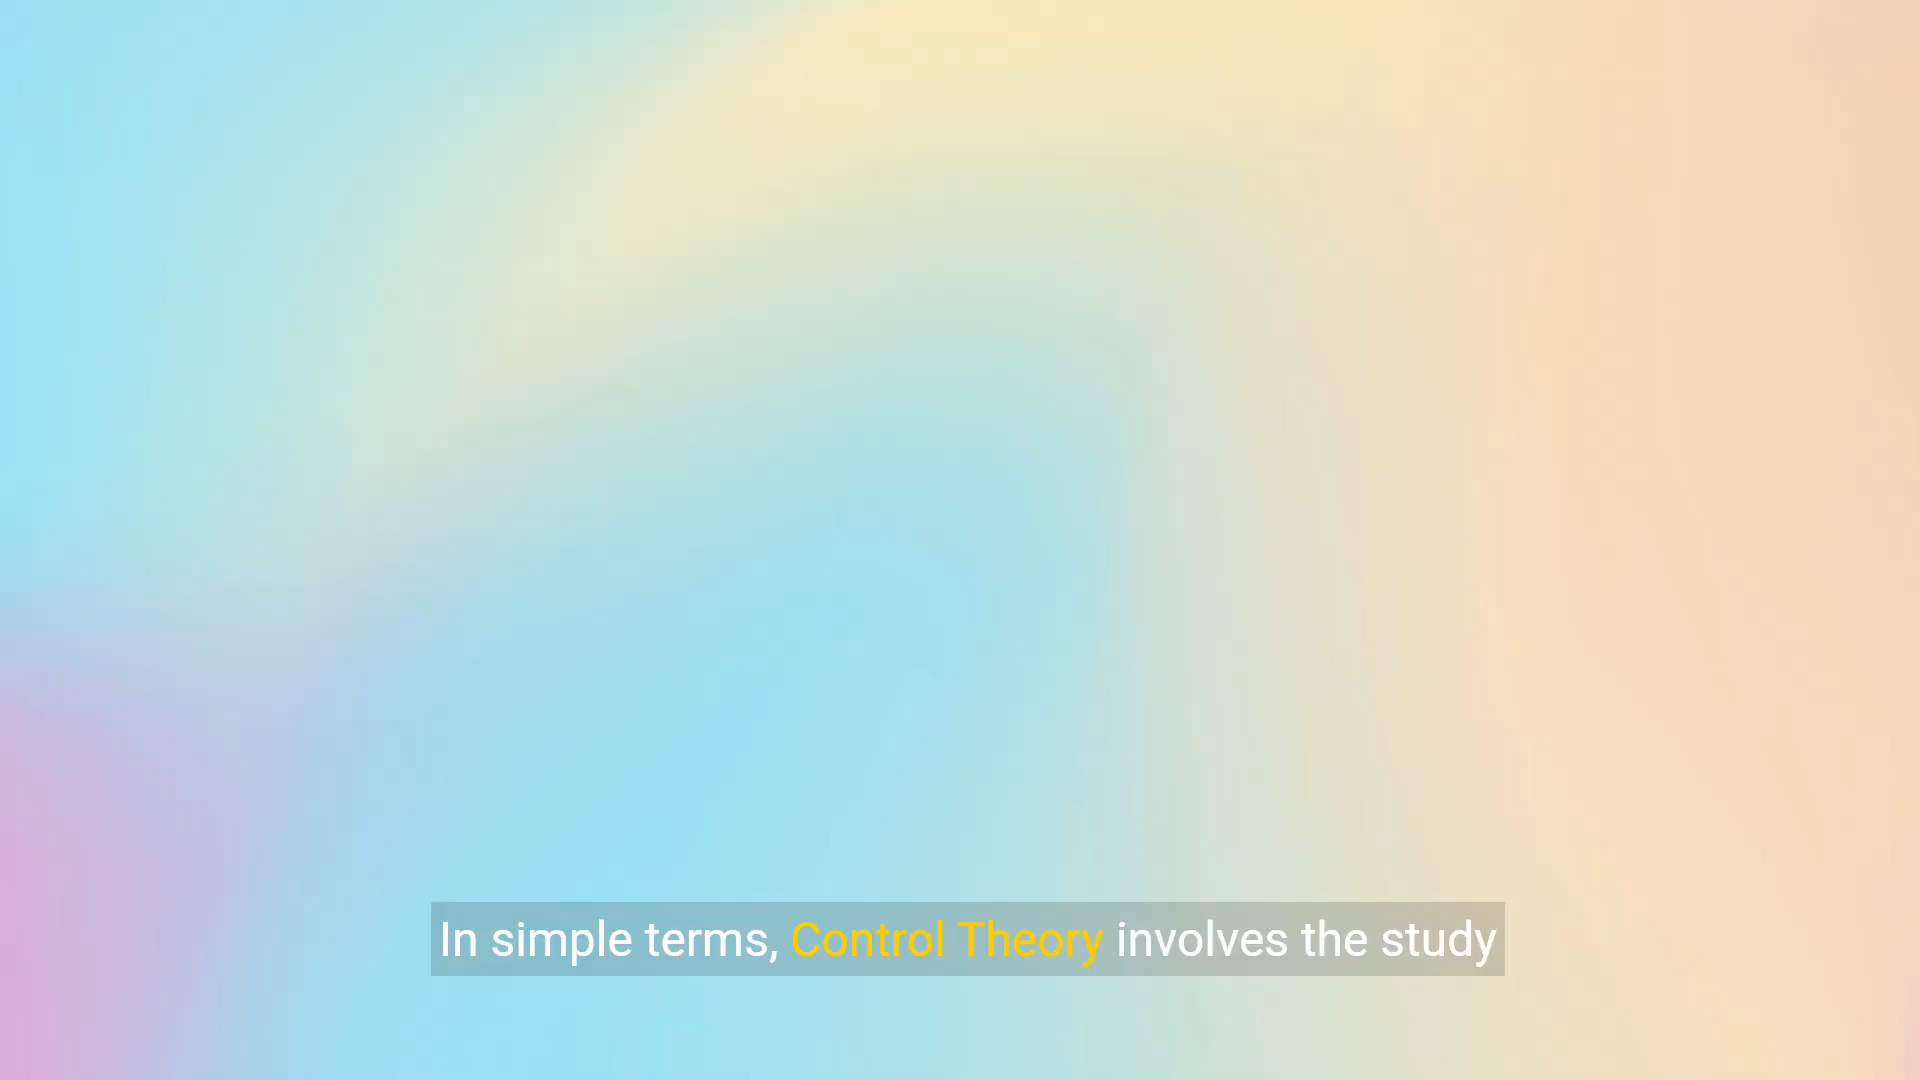 In simple terms, Control Theory involves the study